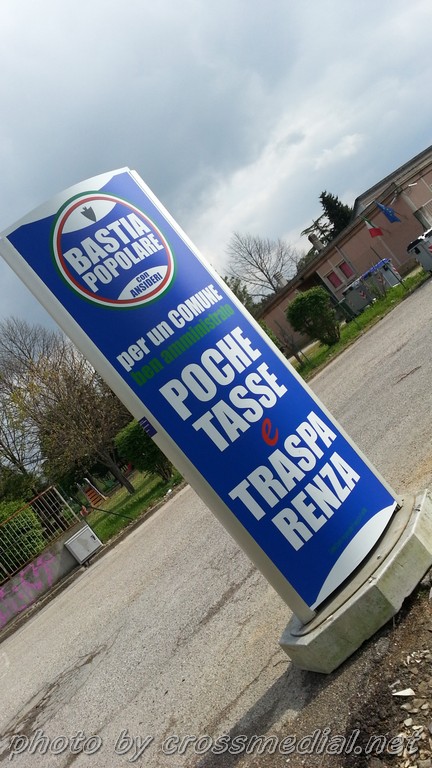 BASTIA
POPOLARE
con
ANSIDERI
per un COMUNE
ben amministrato
POCHE
TASSE
e
TRASPA
RENZA
photo by crossmedial.net